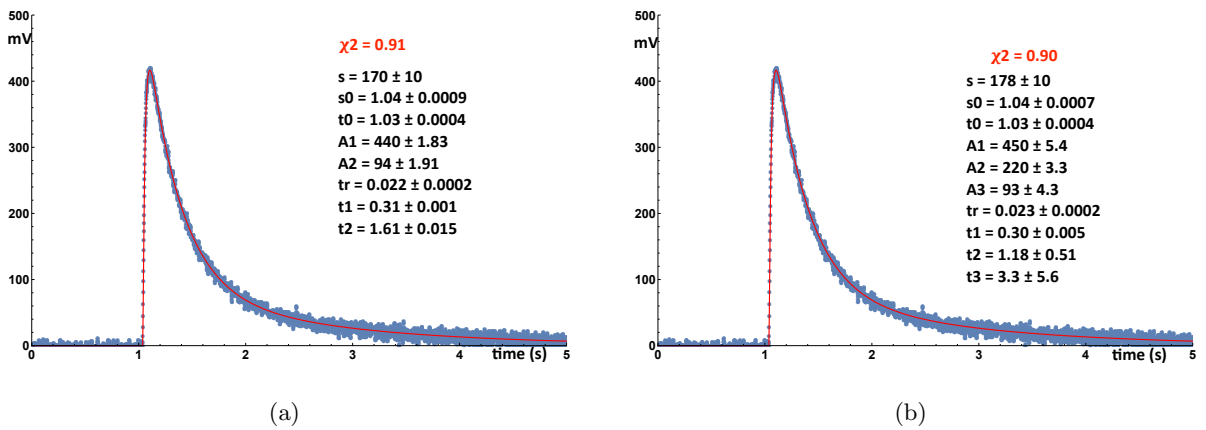 500
mV
400
300
200
100
0
0
1
2
3
4
5
time (s)
χ2 = 0.91
s = 170 ± 10
s0 = 1.04 ± 0.0009
t0 = 1.03 ± 0.0004
A1 = 440 ± 1.83
A2 = 94 ± 1.91
tr = 0.022 ± 0.0002
t1 = 0.31 ± 0.001
t2 = 1.61 ± 0.015
(a)
500
mV
400
300
200
100
0
0
1
2
3
4
5
time (s)
χ2 = 0.90
s = 178 ± 10
s0 = 1.04 ± 0.0007
t0 = 1.03 ± 0.0004
A1 = 450 ± 5.4
A2 = 220 ± 3.3
A3 = 93 ± 4.3
tr = 0.023 ± 0.0002
t1 = 0.30 ± 0.005
t2 = 1.18 ± 0.51
t3 = 3.3 ± 5.6
(b)